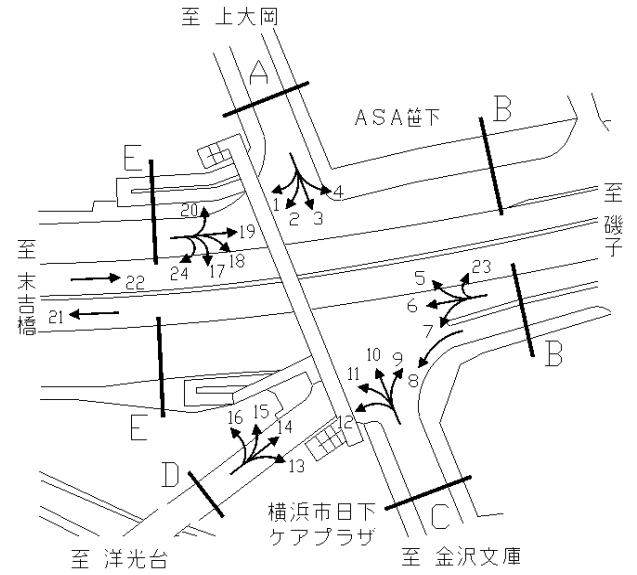 至 上大岡
A
ASA笹下
B
E
1
2
3
4
20
19
18
17
24
至
磯
子
至
末
吉
橋
22
21
5
23
6
7
8
B
10
9
11
12
E
16
15
14
13
D
横浜市日下
ケアプラザ
C
至 洋光台
至 金沢文庫